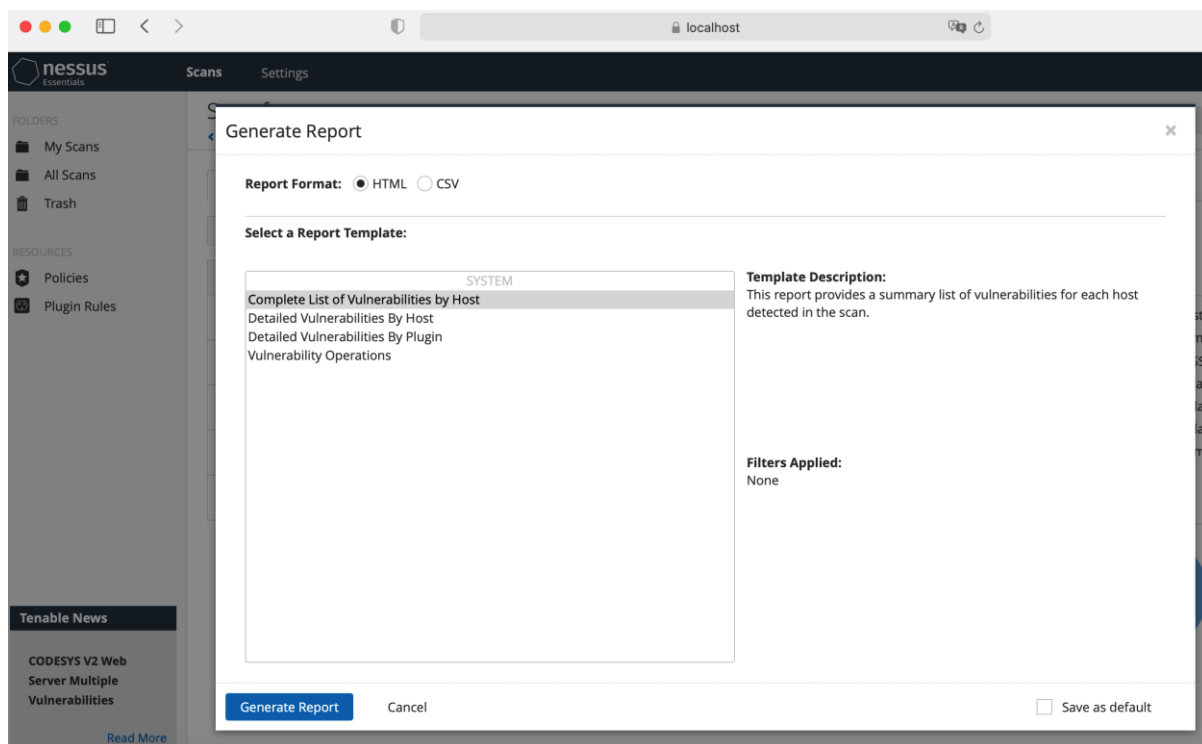 localhost
nessus
Essentials
Scans
Settings
FOLDERS
My Scans
All Scans
Trash
RESOURCES
Policies
Plugin Rules
Tenable News
CODESYS V2 Web
Server Multiple
Vulnerabilities
Read More
Generate Report
Report Format: HTML CSV
Select a Report Template:
SYSTEM
Complete List of Vulnerabilities by Host
Detailed Vulnerabilities By Host
Detailed Vulnerabilities By Plugin
Vulnerability Operations
Template Description:
This report provides a summary list of vulnerabilities for each host
detected in the scan.
Filters Applied:
None
Generate Report
Cancel
Save as default